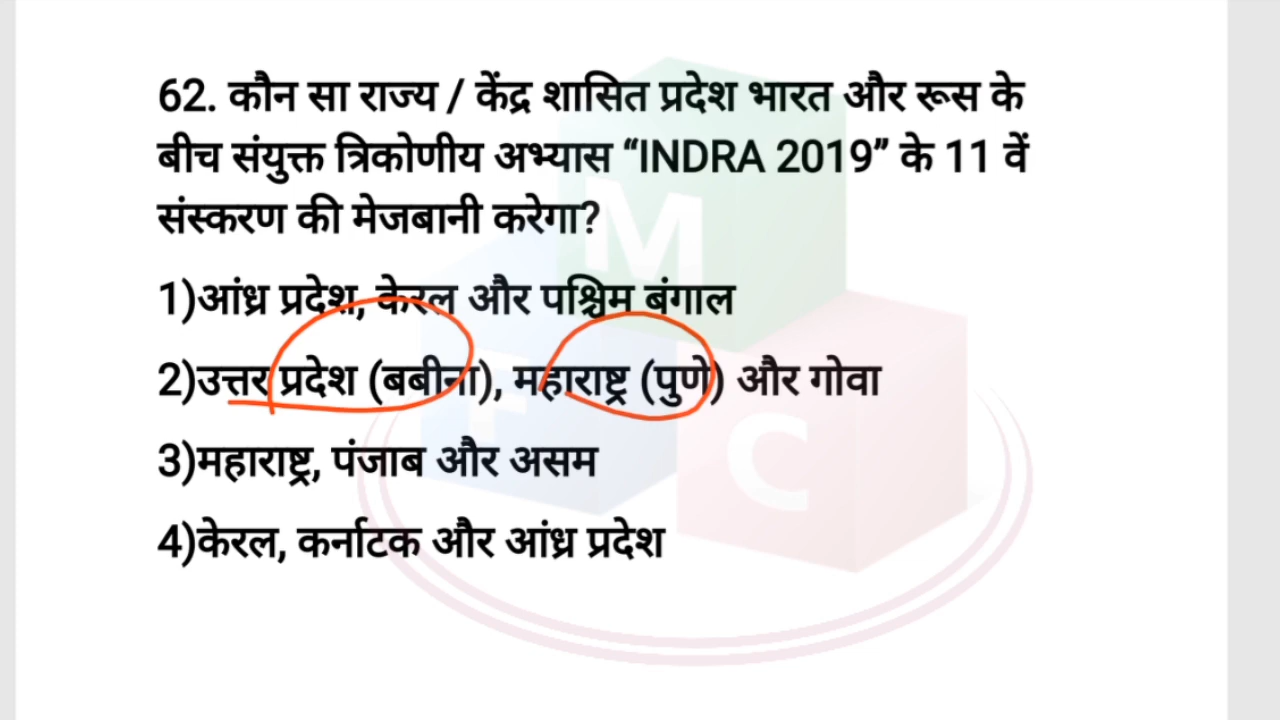 62. कौन सा राज्य / केंद्र शासित प्रदेश भारत और रूस के
बीच संयुक्त त्रिकोणीय अभ्यास “INDRA 2019” के 11 वें
संस्करण की मेजबानी करेगा?
1)आंध्र प्रदेश, केरल और पश्चिम बंगाल
2)उत्तर प्रदेश (बबीना), महाराष्ट्र (पुणे) और गोवा
3)महाराष्ट्र, पंजाब और असम
4)केरल, कर्नाटक और आंध्र प्रदेश
M
F
C